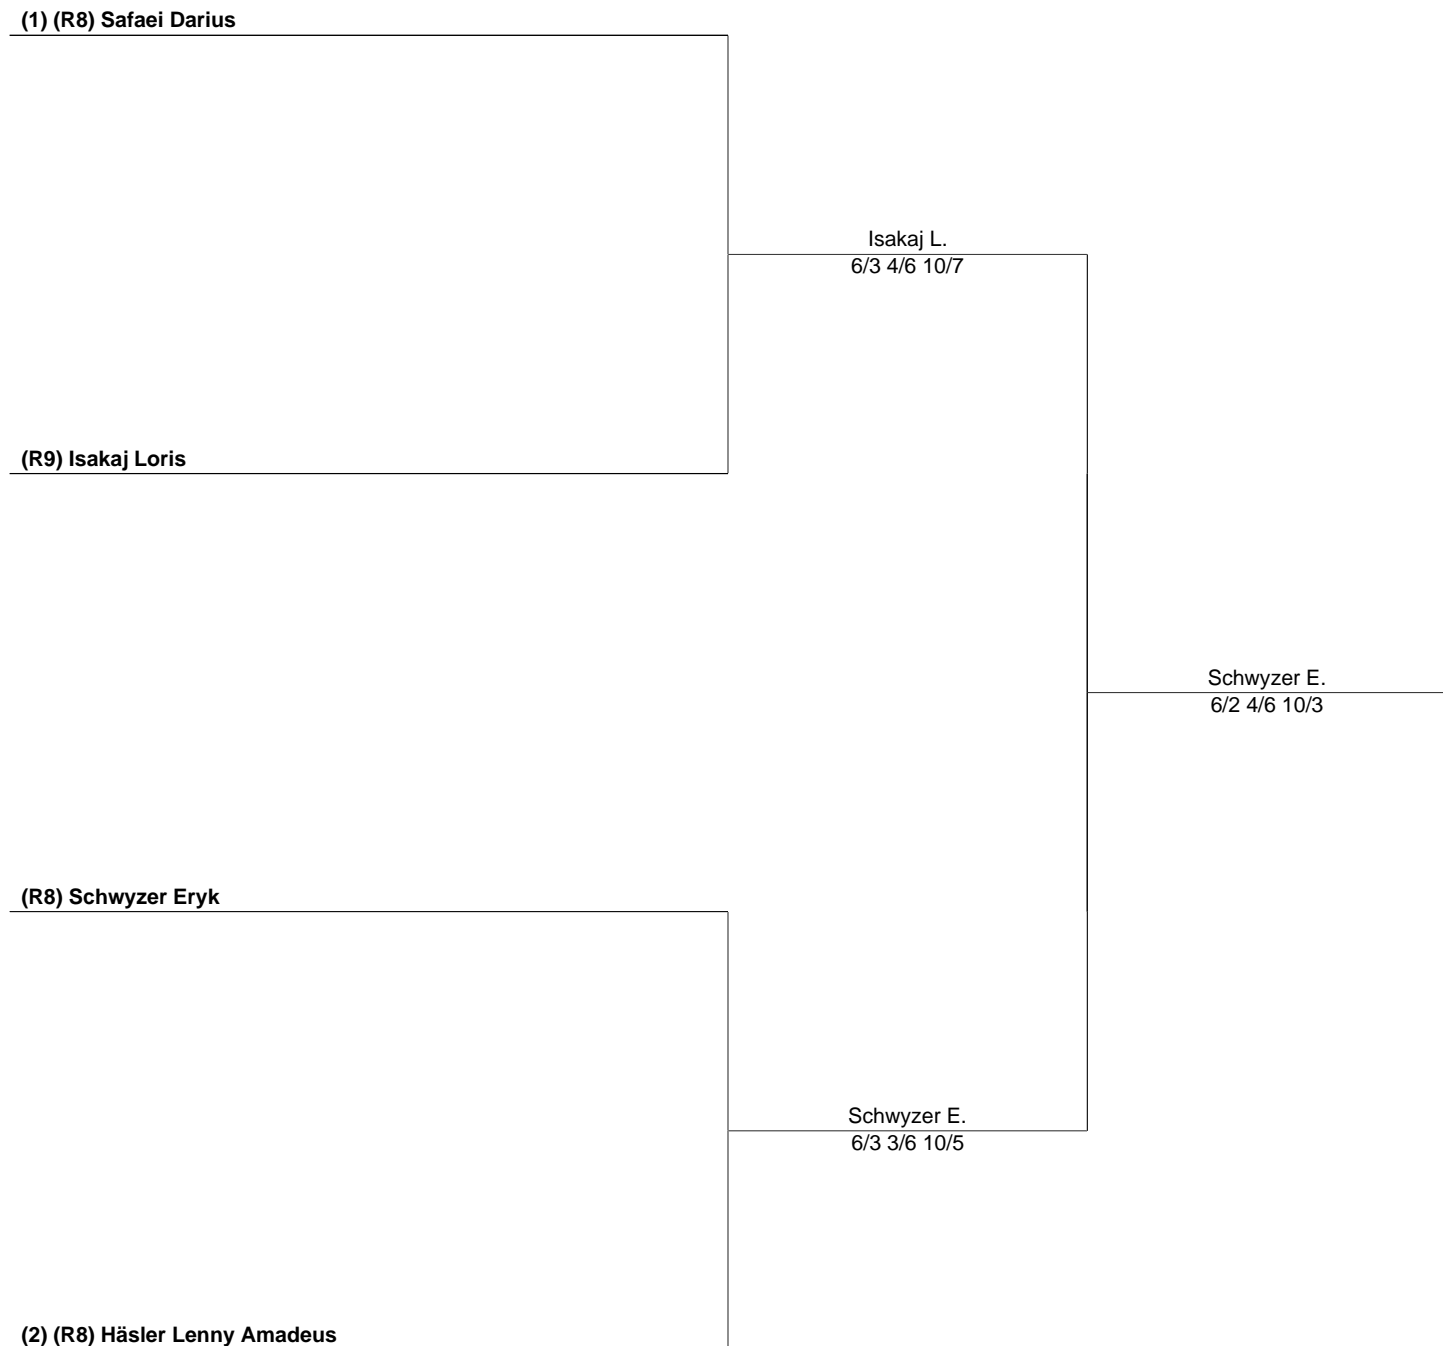 (1) (R8) Safaei Darius
Isakaj L.
6/3 4/6 10/7
(R9) Isakaj Loris
Schwyzer E.
6/2 4/6 10/3
(R8) Schwyzer Eryk
Schwyzer E.
6/3 3/6 10/5
(2) (R8) Häsler Lenny Amadeus